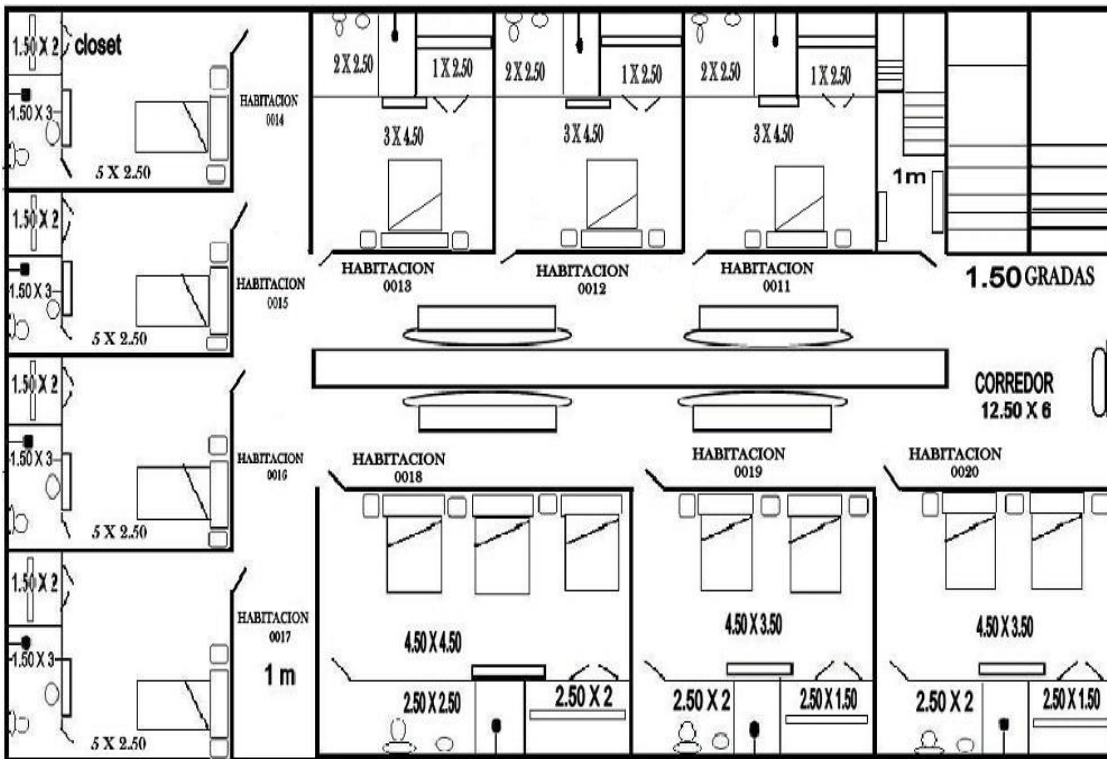 1.50 X 2
closet
1.50 X 3
5 X 2.50
HABITACION
0014
1.50 X 2
1.50 X 3
5 X 2.50
HABITACION
0015
1.50 X 2
1.50 X 3
5 X 2.50
HABITACION
0016
1.50 X 2
1.50 X 3
5 X 2.50
HABITACION
0017
1 m
2 X 2.50
1 X 2.50
3 X 4.50
HABITACION
0013
2 X 2.50
1 X 2.50
3 X 4.50
HABITACION
0012
2 X 2.50
1 X 2.50
3 X 4.50
HABITACION
0011
1m
1.50 GRADAS
CORREDOR
12.50 X 6
HABITACION
0018
4.50 X 4.50
2.50 X 2.50
2.50 X 2
HABITACION
0019
4.50 X 3.50
2.50 X 2
2.50 X 1.50
HABITACION
0020
4.50 X 3.50
2.50 X 2
2.50 X 1.50